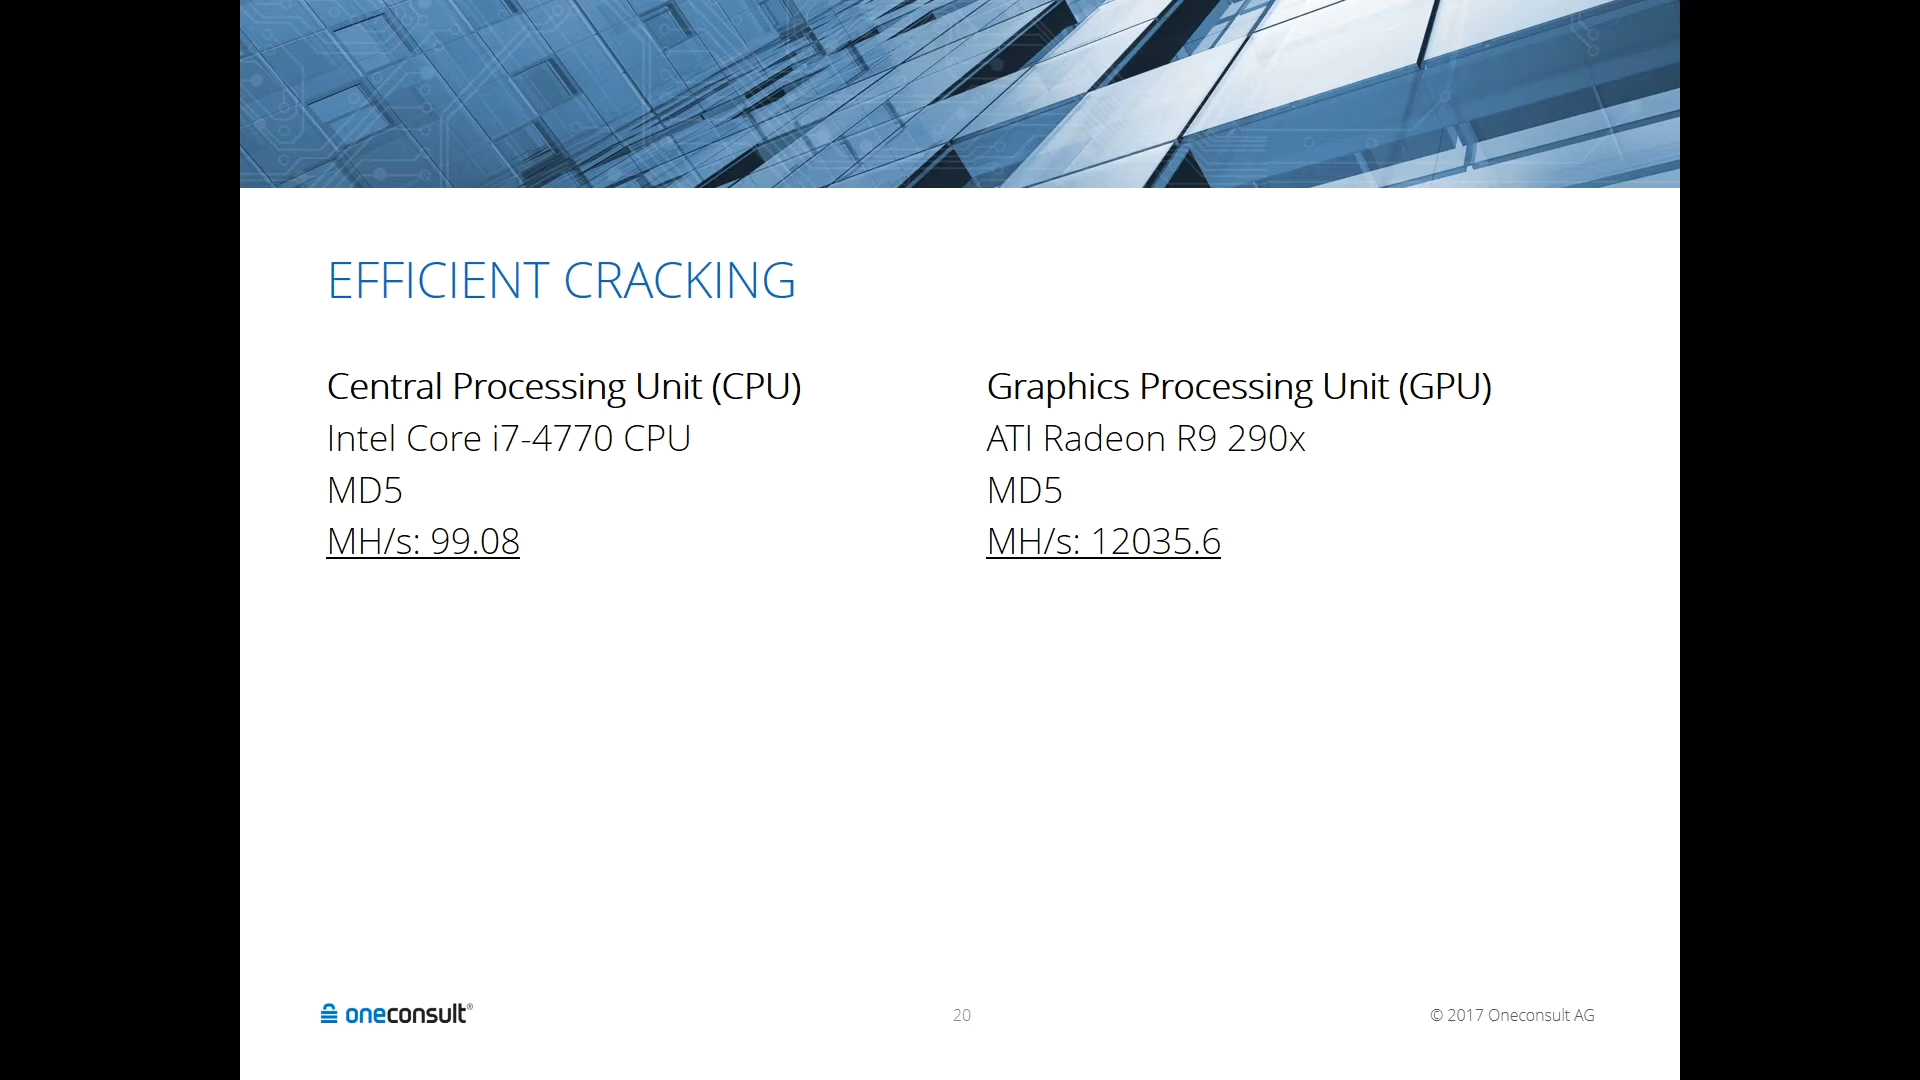 EFFICIENT CRACKING
Central Processing Unit (CPU)
Intel Core i7-4770 CPU
MD5
MH/s: 99.08
Graphics Processing Unit (GPU)
ATI Radeon R9 290x
MD5
MH/s: 12035.6
oneconsult®
20
© 2017 Oneconsult AG